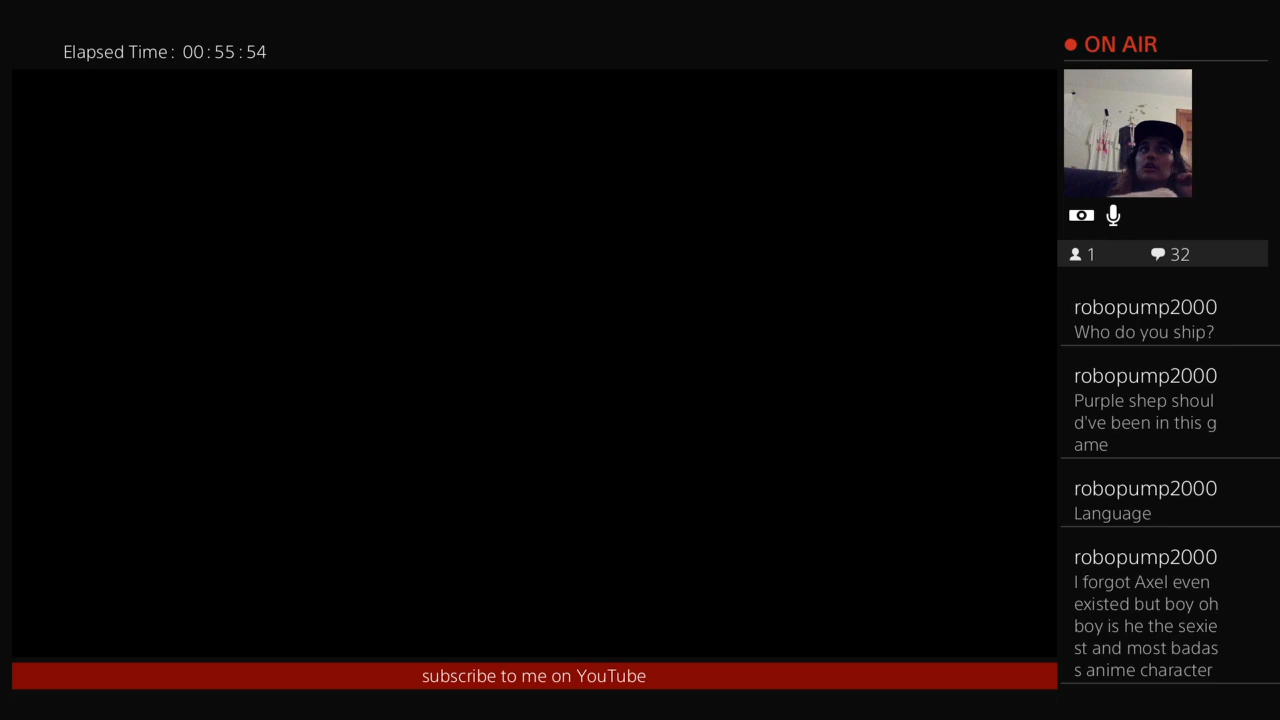 Elapsed Time: 00:55:54
ON AIR
1 32
robopump2000
Who do you ship?
robopump2000
Purple shep shoul
d've been in this g
ame
robopump2000
Language
robopump2000
I forgot Axel even
existed but boy oh
boy is he the sexie
st and most badas
s anime character
subscribe to me on YouTube